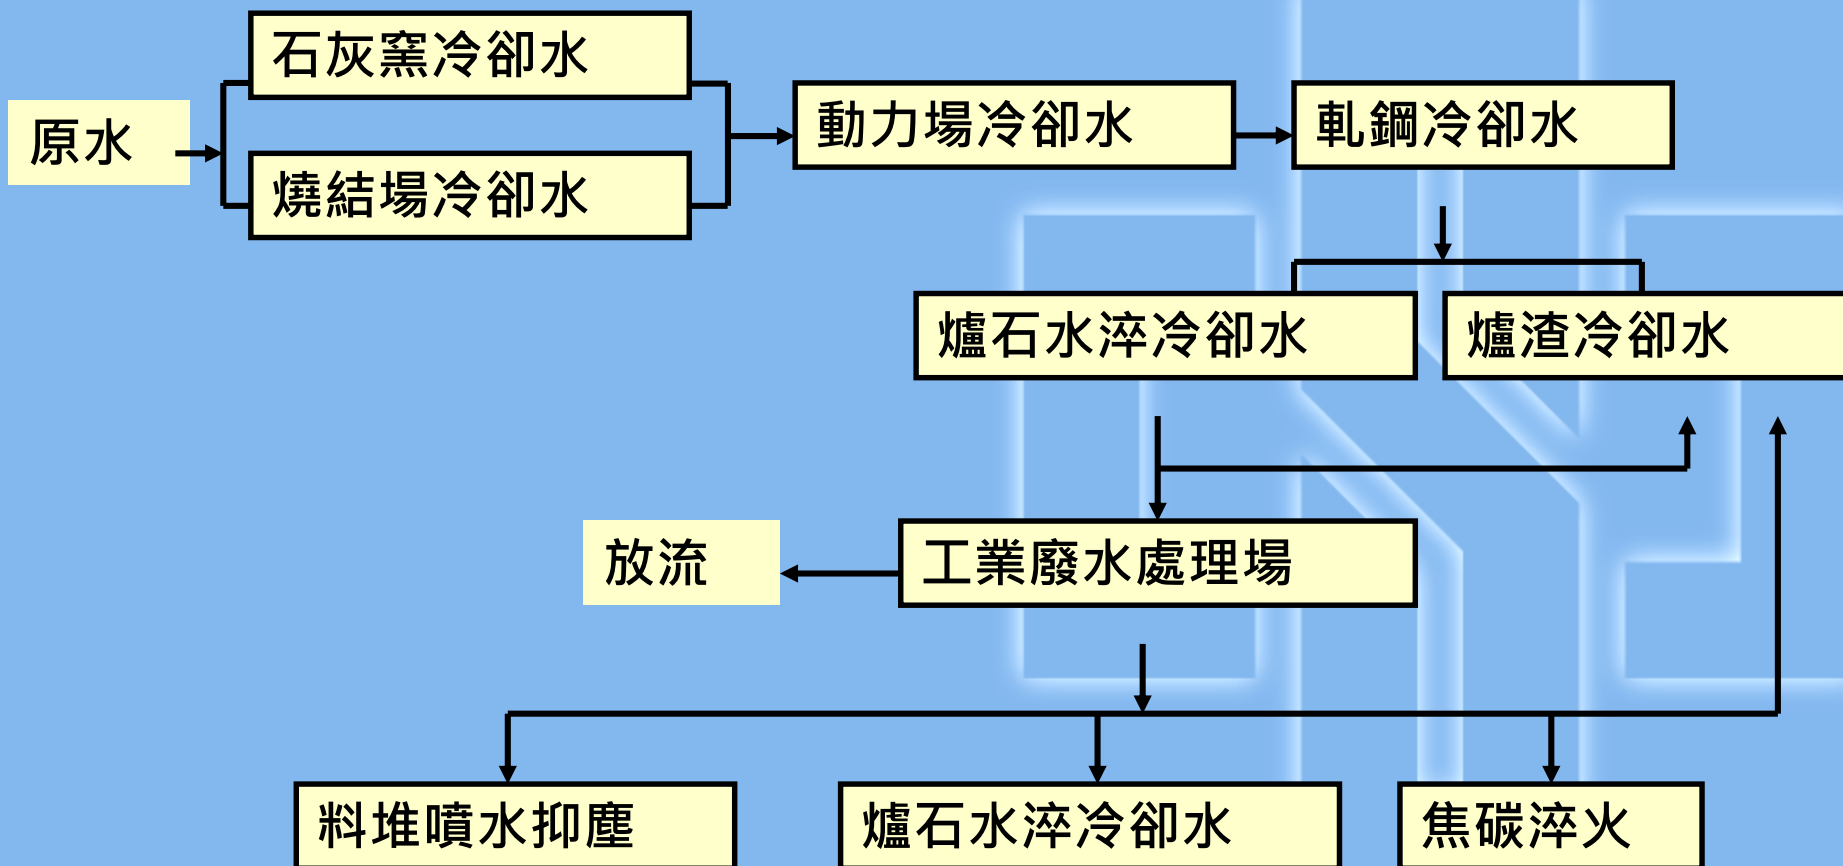 石灰窯冷卻水
原水
燒結場冷卻水
動力場冷卻水
軋鋼冷卻水
爐石水淬冷卻水
爐渣冷卻水
放流
工業廢水處理場
料堆噴水抑塵
爐石水淬冷卻水
焦碳淬火